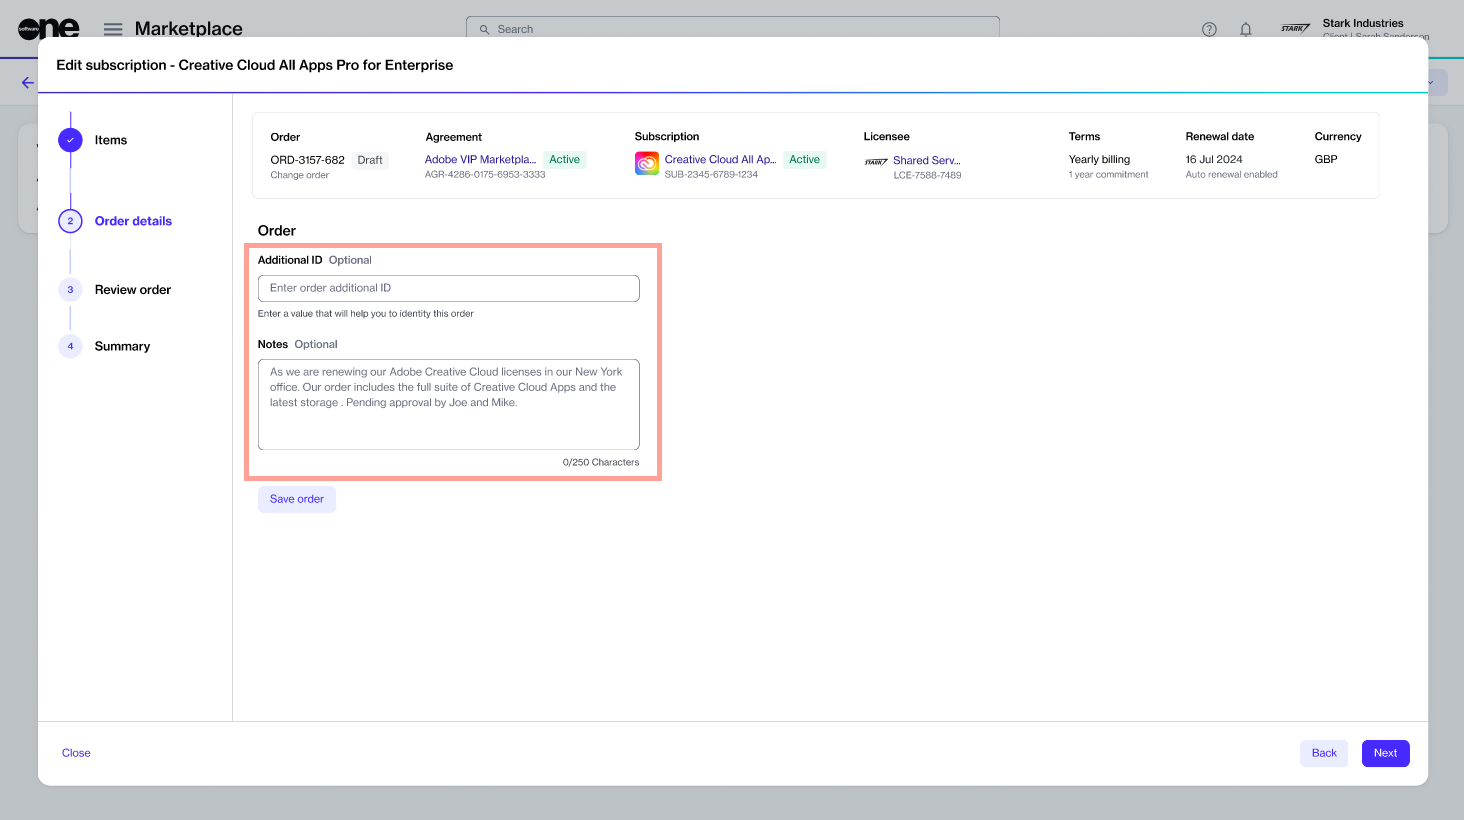 software
one
Marketplace
Search
STARK
Stark Industries
Client | Sarah Sanderson
Edit subscription - Creative Cloud All Apps Pro for Enterprise
Items
2
Order details
3
Review order
4
Summary
Order
ORD-3157-682
Draft
Change order
Agreement
Adobe VIP Marketpla...
Active
AGR-4286-0175-6953-3333
Subscription
Creative Cloud All Ap...
Active
SUB-2345-6789-1234
Licensee
STARK
Shared Serv...
LCE-7588-7489
Terms
Yearly billing
1 year commitment
Renewal date
16 Jul 2024
Auto renewal enabled
Currency
GBP
Order
Additional ID Optional
Enter order additional ID
Enter a value that will help you to identity this order
Notes Optional
As we are renewing our Adobe Creative Cloud licenses in our New York
office. Our order includes the full suite of Creative Cloud Apps and the
latest storage . Pending approval by Joe and Mike.
0/250 Characters
Save order
Close
Back
Next